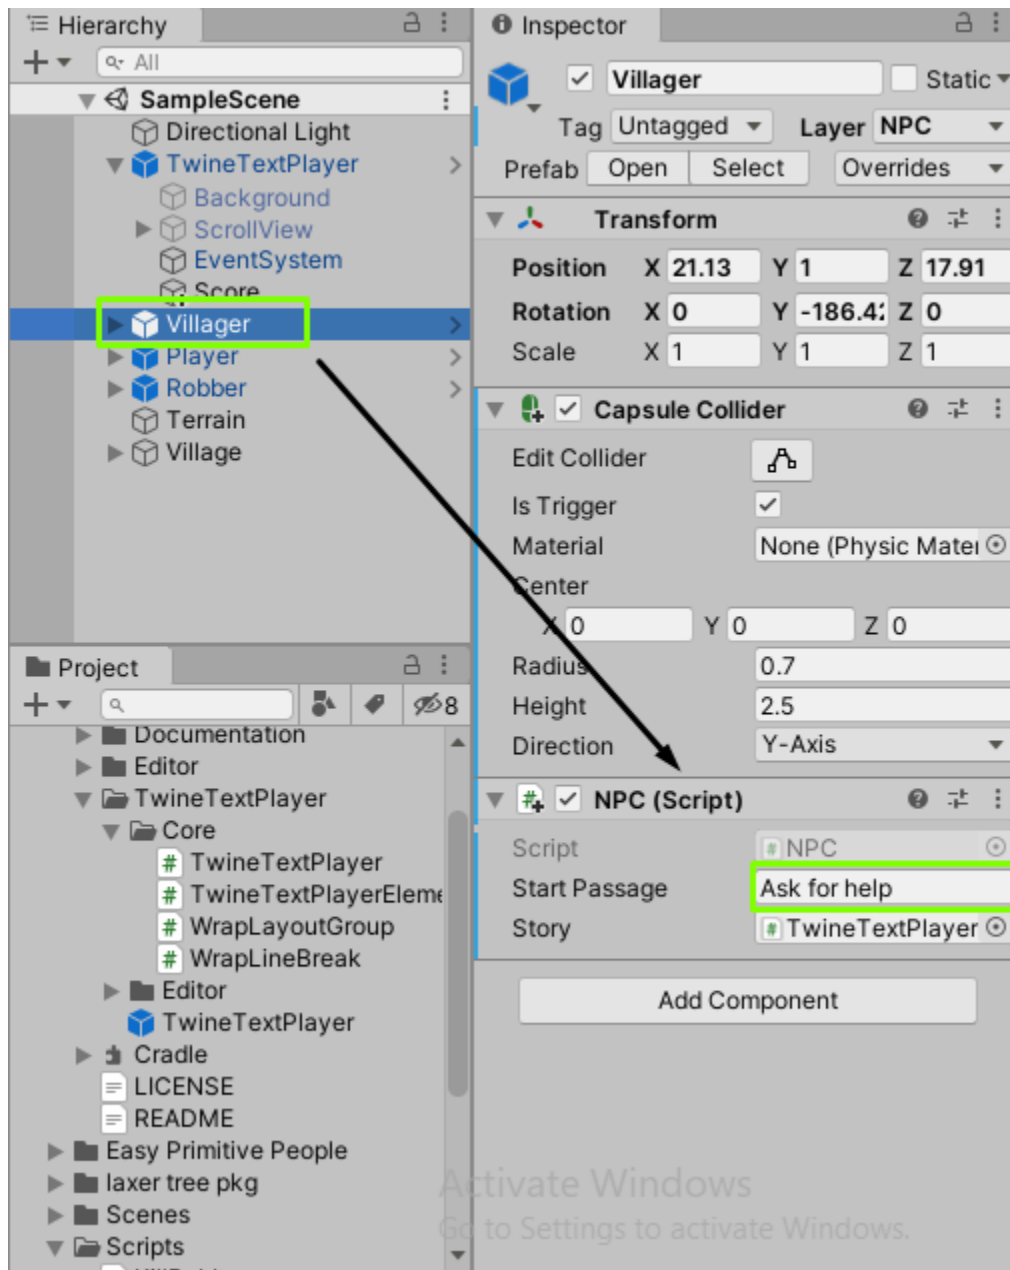 Hierarchy
All
SampleScene
Directional Light
TwineTextPlayer
Background
ScrollView
EventSystem
Score
Villager
Player
Robber
Terrain
Village
Project
8
Documentation
Editor
TwineTextPlayer
Core
# TwineTextPlayer
# TwineTextPlayerEleme
# WrapLayoutGroup
# WrapLineBreak
Editor
TwineTextPlayer
Cradle
LICENSE
README
Easy Primitive People
laxer tree pkg
Scenes
Scripts
Inspector
Villager Static
Tag Untagged Layer NPC
Prefab Open Select Overrides
Transform
Position X 21.13 Y 1 Z 17.91
Rotation X 0 Y -186.42 Z 0
Scale X 1 Y 1 Z 1
Capsule Collider
Edit Collider
Is Trigger
Material None (Physic Mater
Center
X 0 Y 0 Z 0
Radius 0.7
Height 2.5
Direction Y-Axis
# NPC (Script)
Script # NPC
Start Passage Ask for help
Story # TwineTextPlayer
Add Component
Activate Windows
Go to Settings to activate Windows.